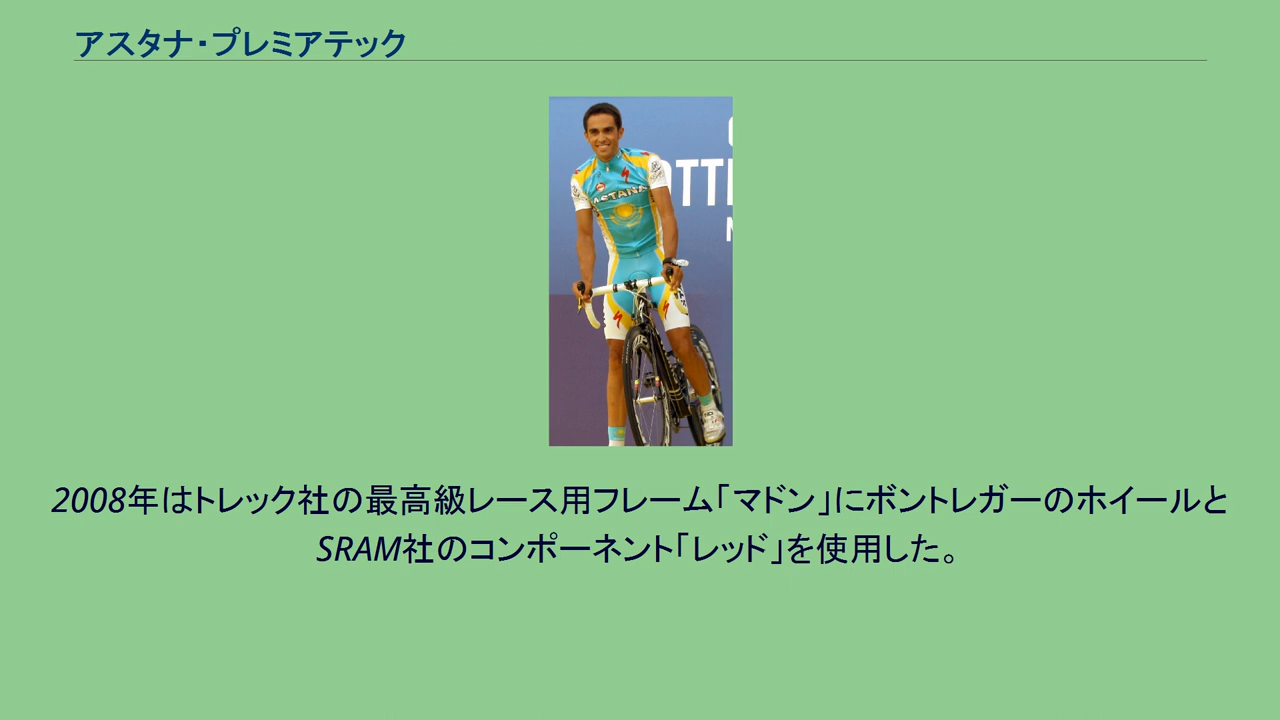 アスタナ・プレミアテック
OTT
ASTANA
2008年はトレック社の最高級レース用フレーム「マドン」にボントレガーのホイールと
SRAM社のコンポーネント「レッド」を使用した。